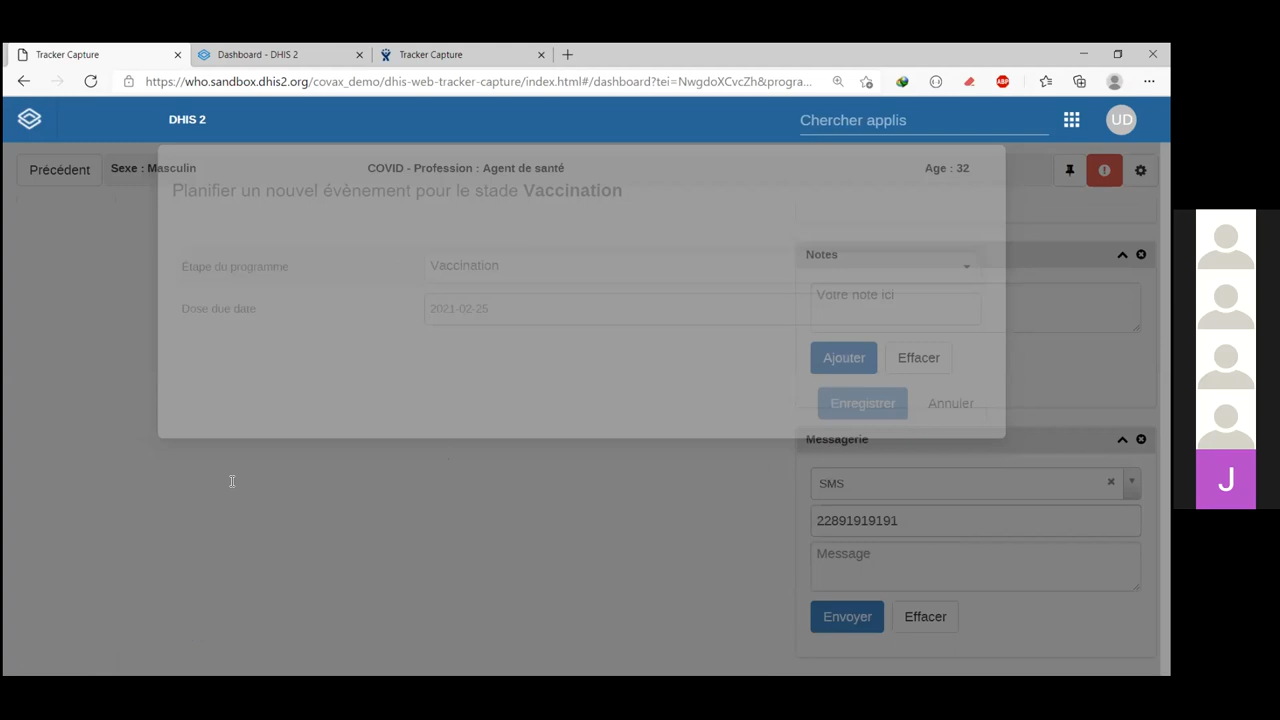 Tracker Capture
Dashboard - DHIS 2
Tracker Capture
https://who.sandbox.dhis2.org/covax_demo/dhis-web-tracker-capture/index.html#/dashboard?tei=NwgdoXCvcZh&progra...
ABP
DHIS 2
Chercher applis
UD
Précédent
Sexe : Masculin
COVID - Profession : Agent de santé
Age : 32
Planifier un nouvel évènement pour le stade Vaccination
Notes
Étape du programme
Vaccination
Votre note ici
Dose due date
2021-02-25
Ajouter
Effacer
Enregistrer
Annuler
Messagerie
SMS
J
22891919191
Message
Envoyer
Effacer